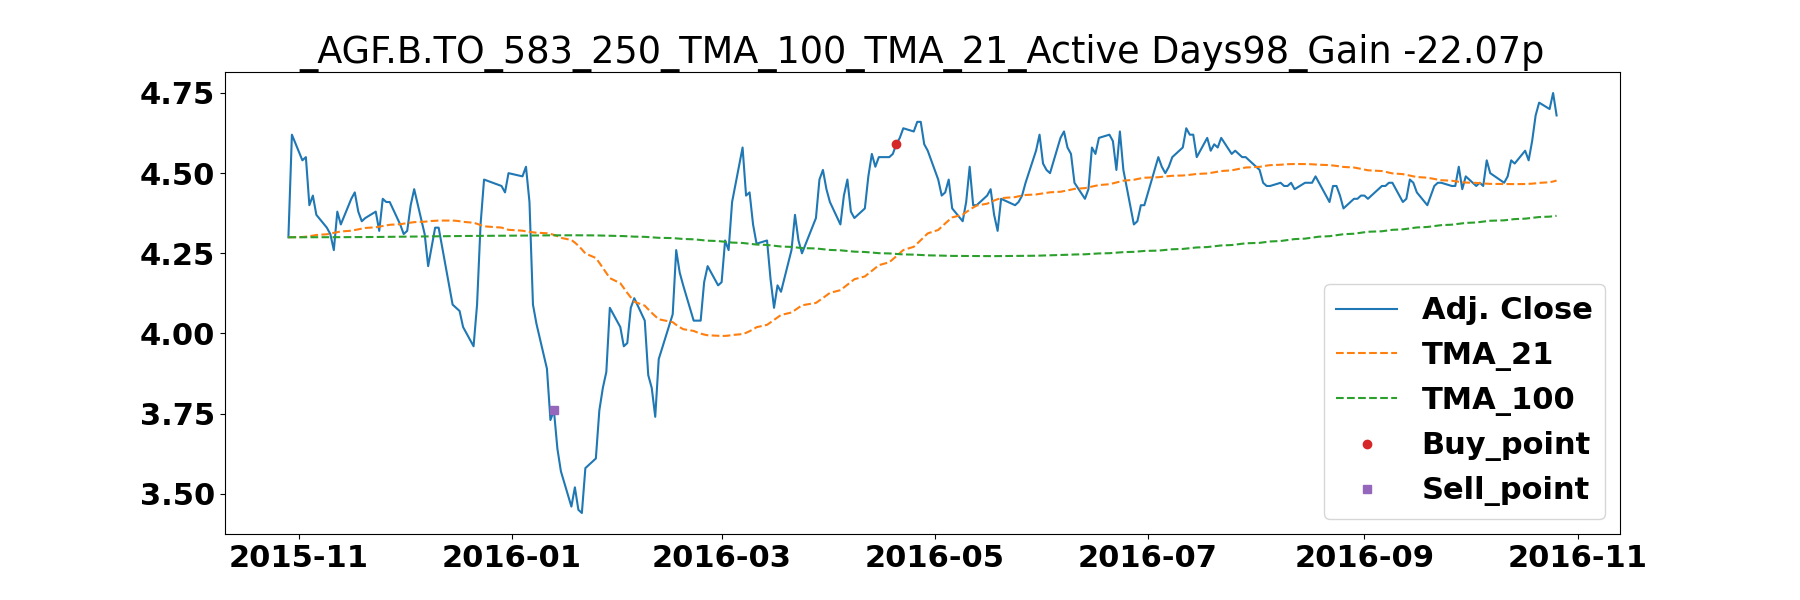 _AGF.B.TO_583_250_TMA_100_TMA_21_Active Days98_Gain -22.07p
4.75
4.50
4.25
4.00
3.75
3.50
2015-11 2016-01 2016-03 2016-05 2016-07 2016-09 2016-11
Adj. Close
TMA_21
TMA_100
Buy_point
Sell_point